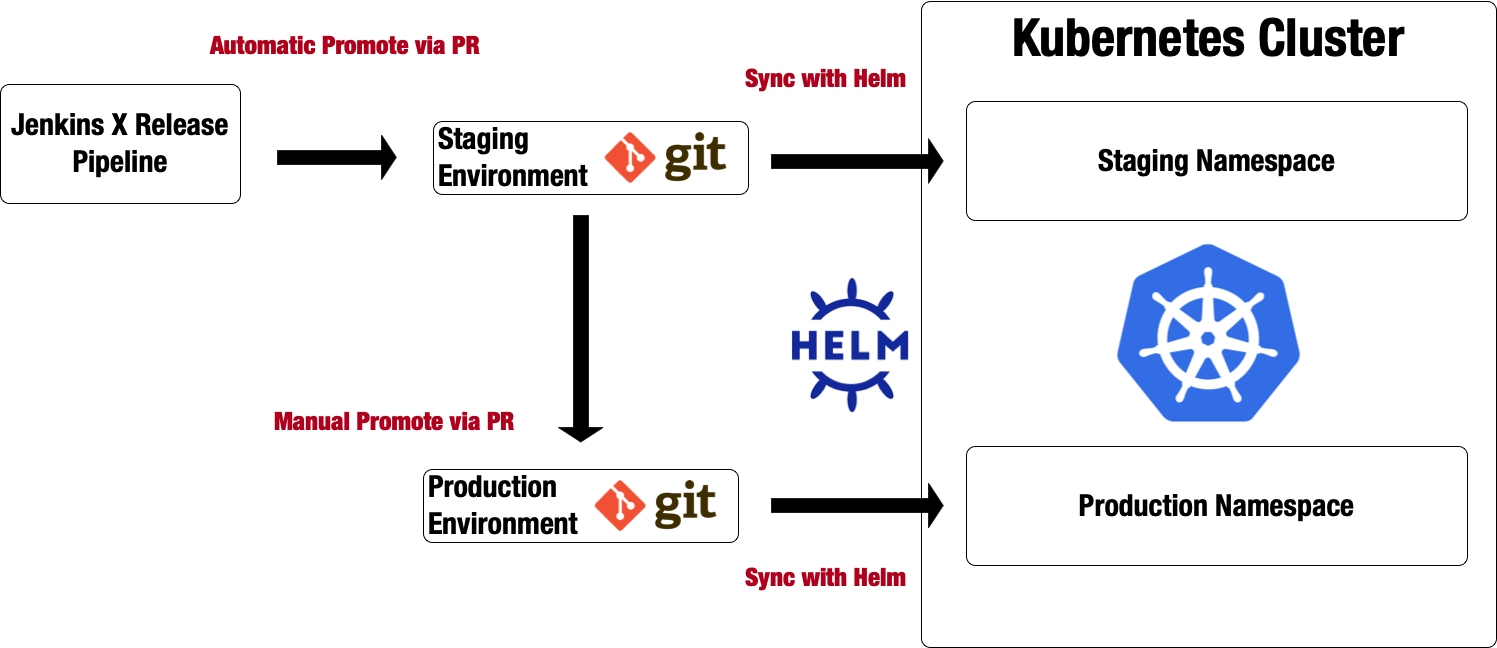 Kubernetes Cluster
Automatic Promote via PR
Sync with Helm
Jenkins X Release
Pipeline
Staging
Environment
git
Staging Namespace
HELM
Manual Promote via PR
Production
Environment
git
Production Namespace
Sync with Helm